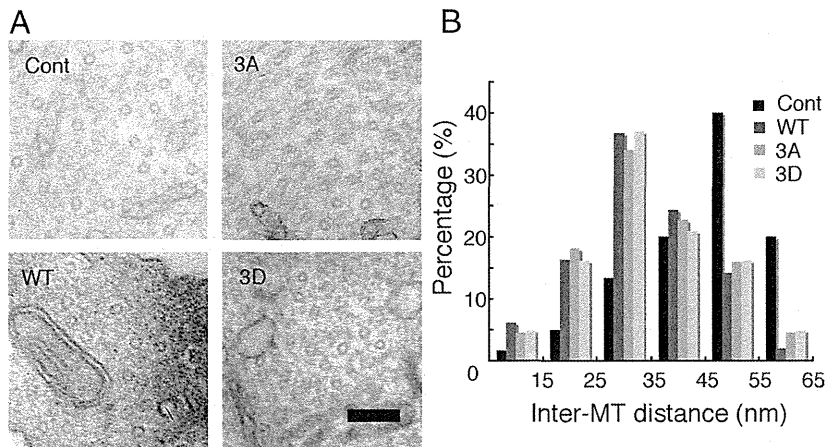 A
B
Cont
3A
WT
3D
Percentage (%)
40
30
20
10
0
Cont
WT
3A
3D
15 25 35 45 55 65
Inter-MT distance (nm)